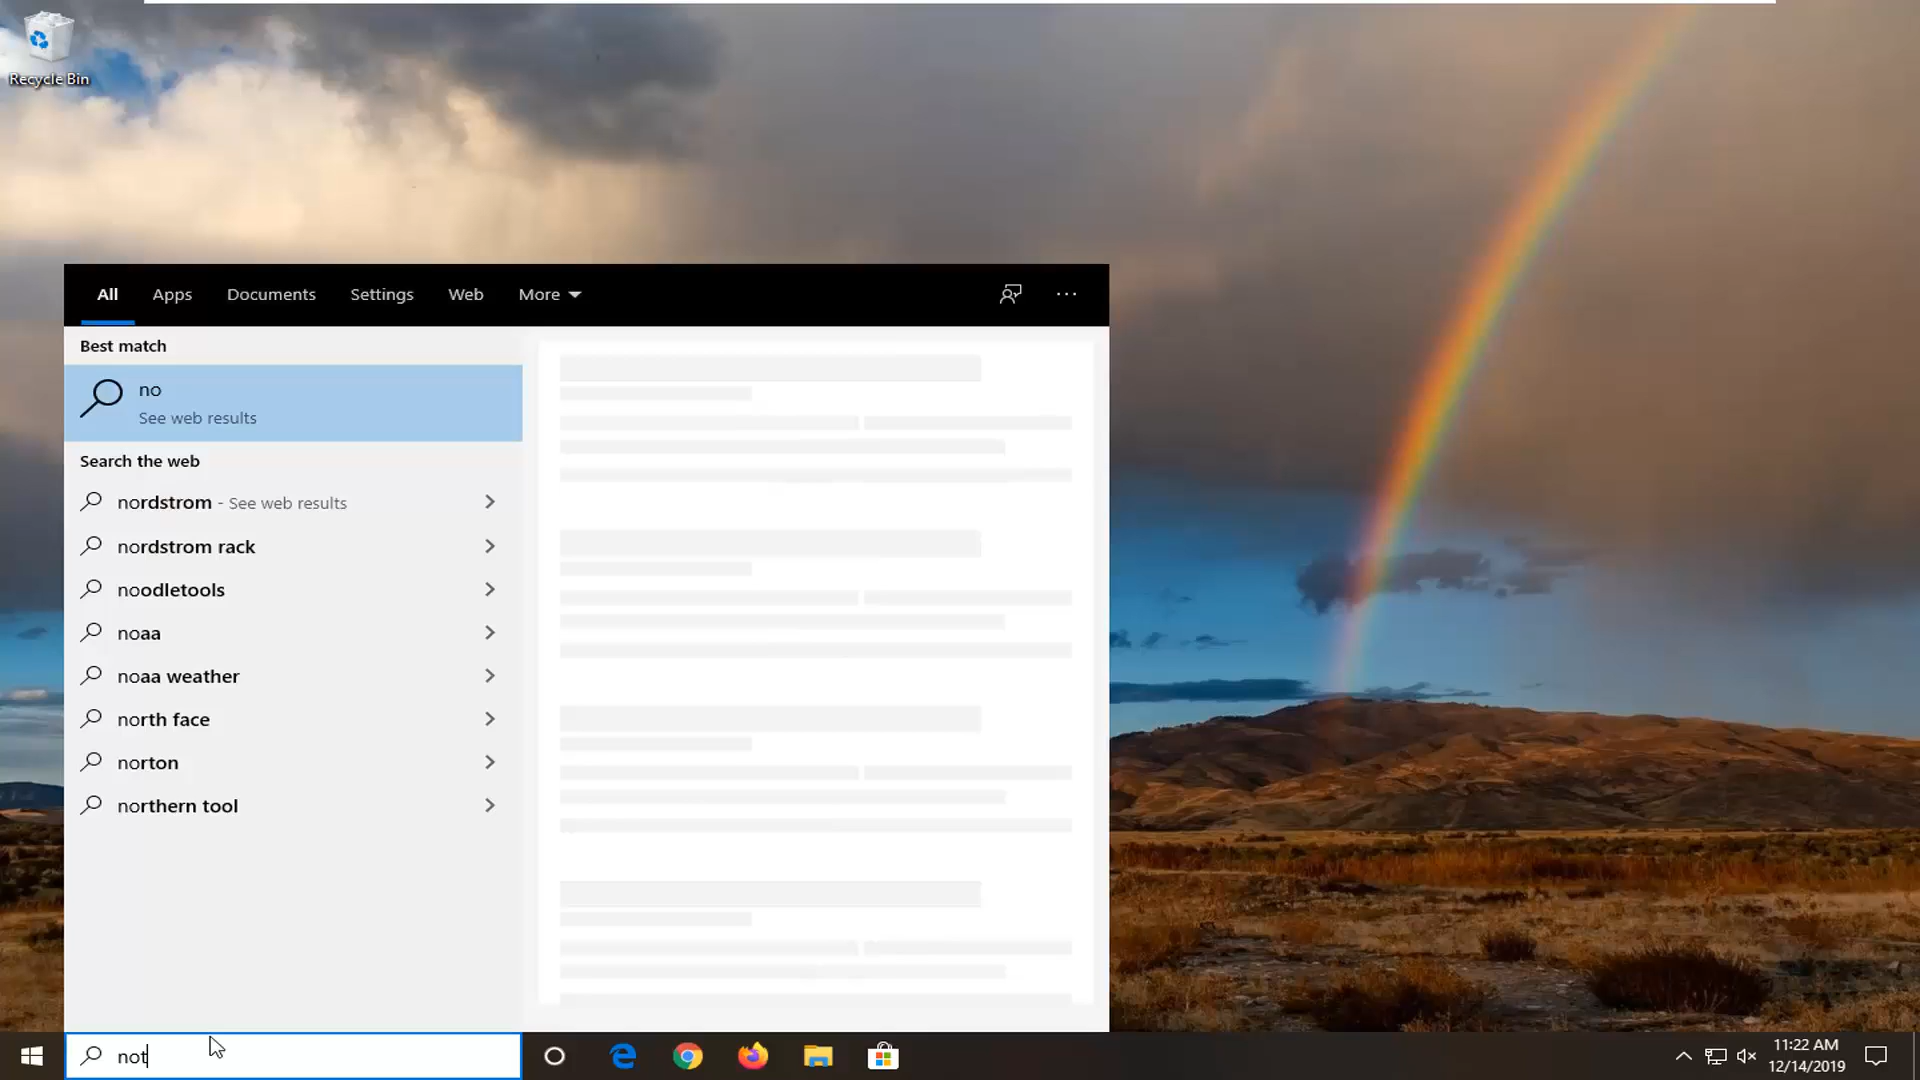 Recycle Bin
All Apps Documents Settings Web More
Best match
no
See web results
Search the web
nordstrom - See web results
nordstrom rack
noodletools
noaa
noaa weather
north face
norton
northern tool
not
11:22 AM
12/14/2019